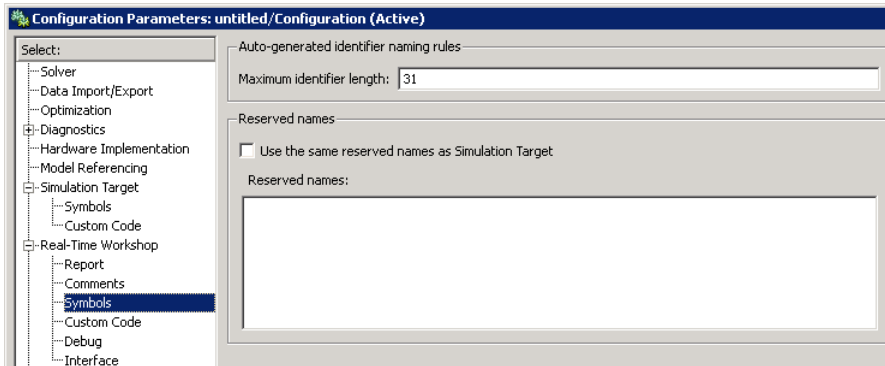 Configuration Parameters: untitled/Configuration (Active)
Select:
Solver
Data Import/Export
Optimization
Diagnostics
Hardware Implementation
Model Referencing
Simulation Target
Symbols
Custom Code
Real-Time Workshop
Report
Comments
Symbols
Custom Code
Debug
Interface
Auto-generated identifier naming rules
Maximum identifier length: 31
Reserved names
Use the same reserved names as Simulation Target
Reserved names: